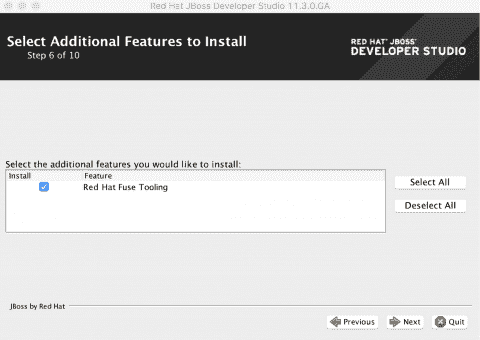 Red Hat JBoss Developer Studio 11.3.0.GA
Select Additional Features to Install
Step 6 of 10
RED HAT® JBOSS®
DEVELOPER STUDIO
Select the additional features you would like to install:
Install Feature
Red Hat Fuse Tooling
Select All
Deselect All
JBoss by Red Hat
Previous Next Quit